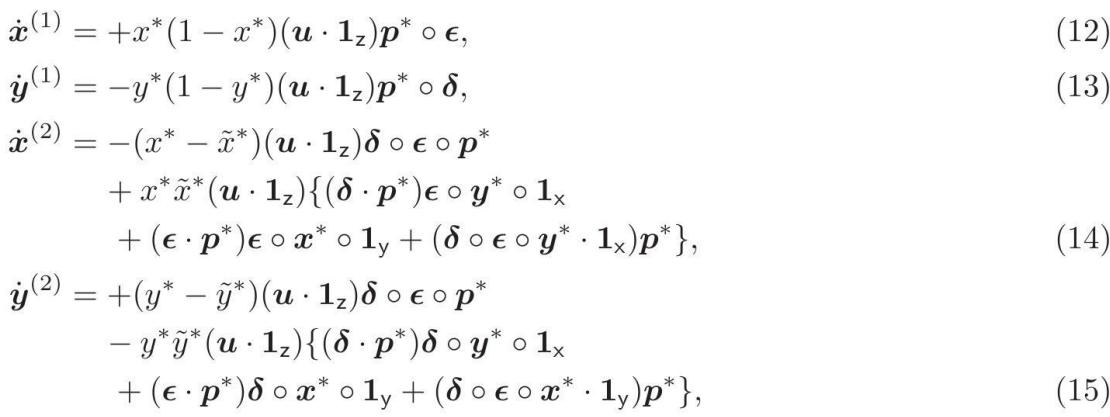 ẋ⁽¹⁾ = +x*(1 − x*)(u · 1_z)p* ∘ ϵ, (12)
ẏ⁽¹⁾ = −y*(1 − y*)(u · 1_z)p* ∘ δ, (13)
ẋ⁽²⁾ = −(x* − x̃*)(u · 1_z)δ ∘ ϵ ∘ p*
+ x*x̃*(u · 1_z){(δ · p*)ϵ ∘ y* ∘ 1_x
+ (ϵ · p*)ϵ ∘ x* ∘ 1_y + (δ ∘ ϵ ∘ y* · 1_x)p*}, (14)
ẏ⁽²⁾ = +(y* − ỹ*)(u · 1_z)δ ∘ ϵ ∘ p*
− y*ỹ*(u · 1_z){(δ · p*)δ ∘ y* ∘ 1_x
+ (ϵ · p*)δ ∘ x* ∘ 1_y + (δ ∘ ϵ ∘ x* · 1_y)p*}, (15)